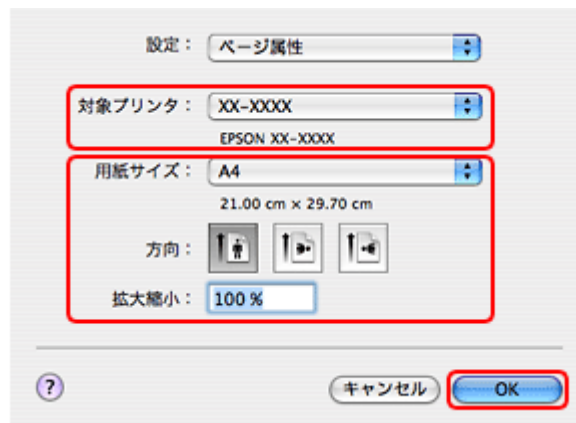 設定： ページ属性
対象プリンタ： XX-XXXX
EPSON XX-XXXX
用紙サイズ： A4
21.00 cm × 29.70 cm
方向：
拡大縮小： 100 %
? キャンセル OK